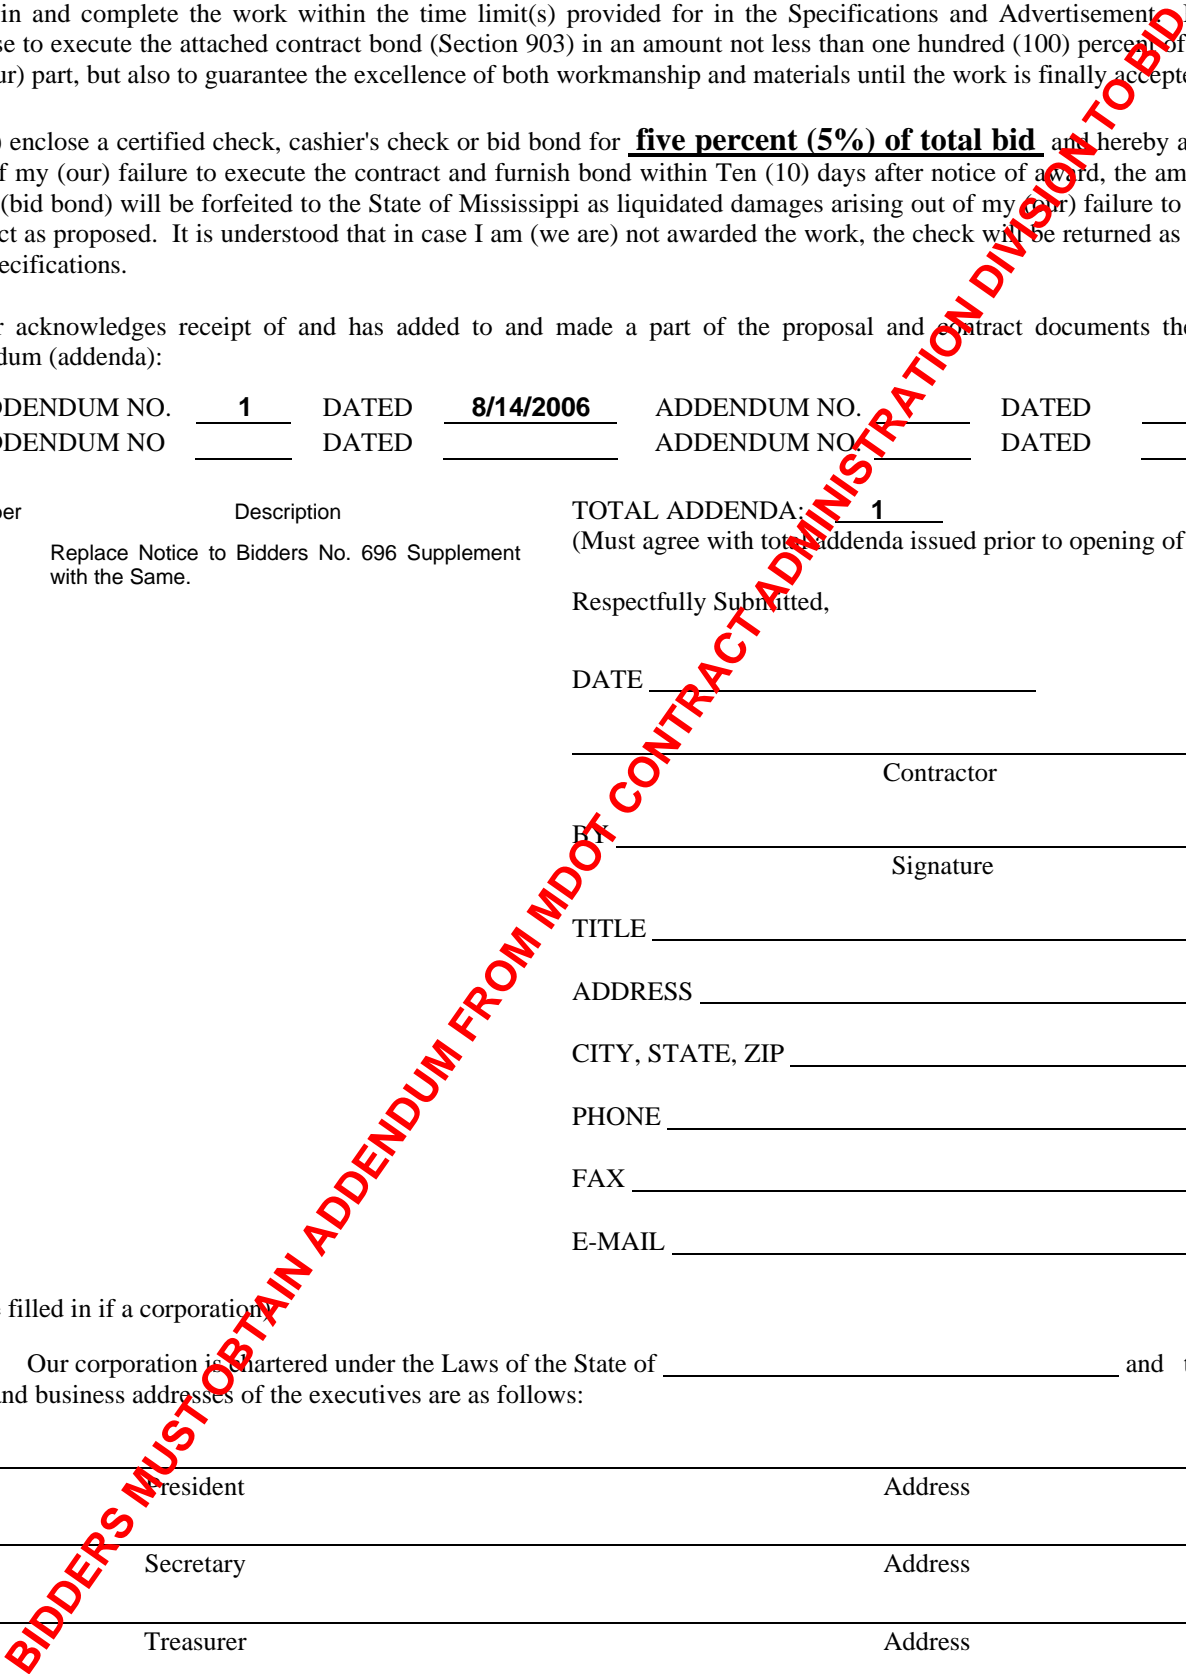 in and complete the work within the time limit(s) provided for in the Specifications and Advertisement.
se to execute the attached contract bond (Section 903) in an amount not less than one hundred (100) percent of
ur) part, but also to guarantee the excellence of both workmanship and materials until the work is finally accepte
) enclose a certified check, cashier's check or bid bond for five percent (5%) of total bid and hereby a
f my (our) failure to execute the contract and furnish bond within Ten (10) days after notice of award, the am
(bid bond) will be forfeited to the State of Mississippi as liquidated damages arising out of my (our) failure to
ct as proposed. It is understood that in case I am (we are) not awarded the work, the check will be returned as
ecifications.
r acknowledges receipt of and has added to and made a part of the proposal and contract documents the
dum (addenda):
DDENDUM NO. 1 DATED 8/14/2006 ADDENDUM NO. DATED
DDENDUM NO DATED ADDENDUM NO. DATED
ber Description
TOTAL ADDENDA: 1
(Must agree with total addenda issued prior to opening of
Replace Notice to Bidders No. 696 Supplement
with the Same.
Respectfully Submitted,
DATE
Contractor
BY
Signature
TITLE
ADDRESS
CITY, STATE, ZIP
PHONE
FAX
E-MAIL
filled in if a corporation)
Our corporation is chartered under the Laws of the State of and t
and business addresses of the executives are as follows:
President Address
Secretary Address
Treasurer Address
BIDDERS MUST OBTAIN ADDENDUM FROM MDOT CONTRACT ADMINISTRATION DIVISION TO BID